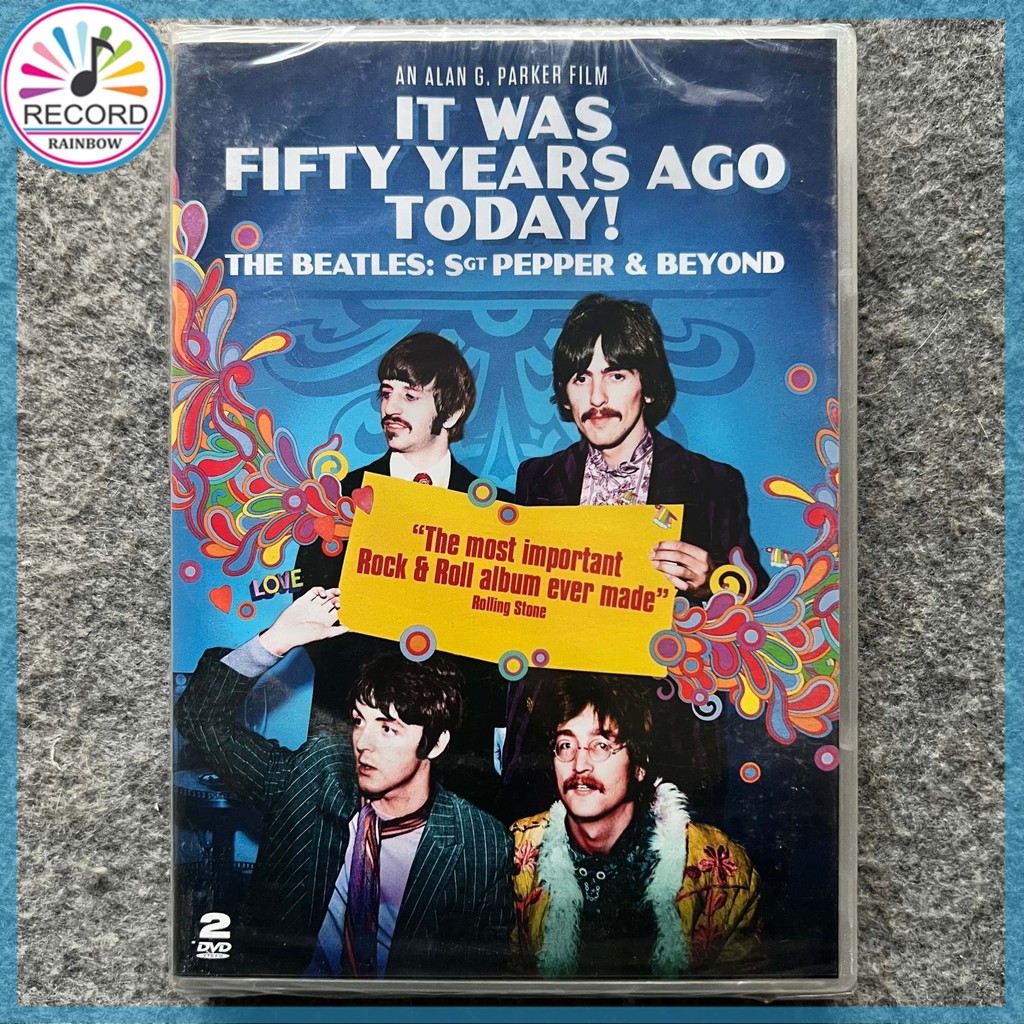 RECORD
RAINBOW
AN ALAN G. PARKER FILM
IT WAS
FIFTY YEARS AGO
TODAY!
THE BEATLES: SGT PEPPER & BEYOND
"The most important
Rock & Roll album ever made"
Rolling Stone
LOVE
2
DVD
VIDEO